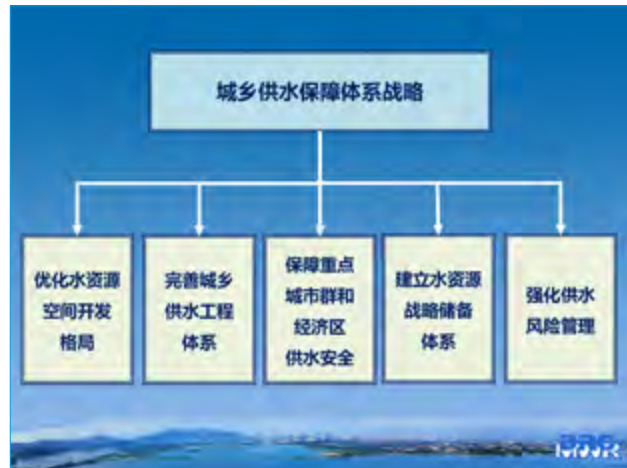 城乡供水保障体系战略
优化水资源
空间开发
格局
完善城乡
供水工程
体系
保障重点
城市群和
经济区
供水安全
建立水资源
战略储备
体系
强化供水
风险管理